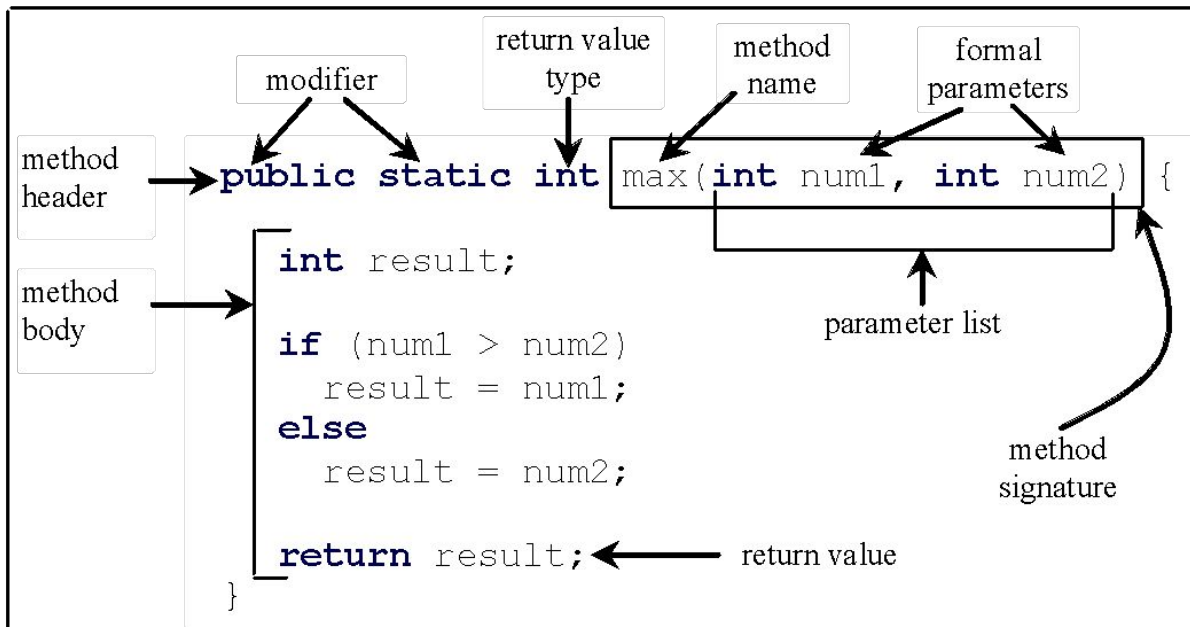 return value
type
method
name
formal
parameters
modifier
method
header
public static int max(int num1, int num2) {
method
body
int result;
parameter list
if (num1 > num2)
result = num1;
else
result = num2;
method
signature
return result;
return value
}